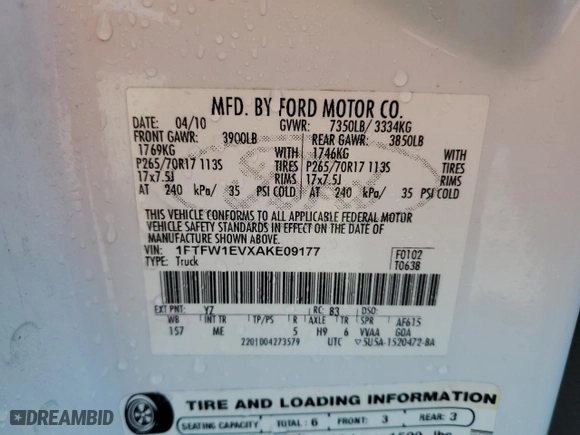 MFD. BY FORD MOTOR CO.
DATE: 04/10 GVWR: 7350LB/ 3334KG
FRONT GAWR: 3900LB REAR GAWR: 3850LB
1769KG WITH 1746KG WITH
P265/70R17 113S TIRES P265/70R17 113S TIRES
17x7.5J RIMS 17x7.5J RIMS
AT 240 kPa/ 35 PSI COLD AT 240 kPa/ 35 PSI COLD
THIS VEHICLE CONFORMS TO ALL APPLICABLE FEDERAL MOTOR
VEHICLE SAFETY STANDARDS IN EFFECT ON THE DATE OF
MANUFACTURE SHOWN ABOVE.
VIN: 1FTFW1EVXAKE09177 F0102
TYPE: Truck T0638
EXT PNT: YZ RC: 83 DSO:
WB INT TR TP/PS R AXLE TR SPR AF615
157 ME 5 H9 6 VVAA GOA
2201004273579 UTC 5U5A-1520472-BA
TIRE AND LOADING INFORMATION
SEATING CAPACITY TOTAL: 6 FRONT: 3 REAR: 3
lbs
DREAMBID